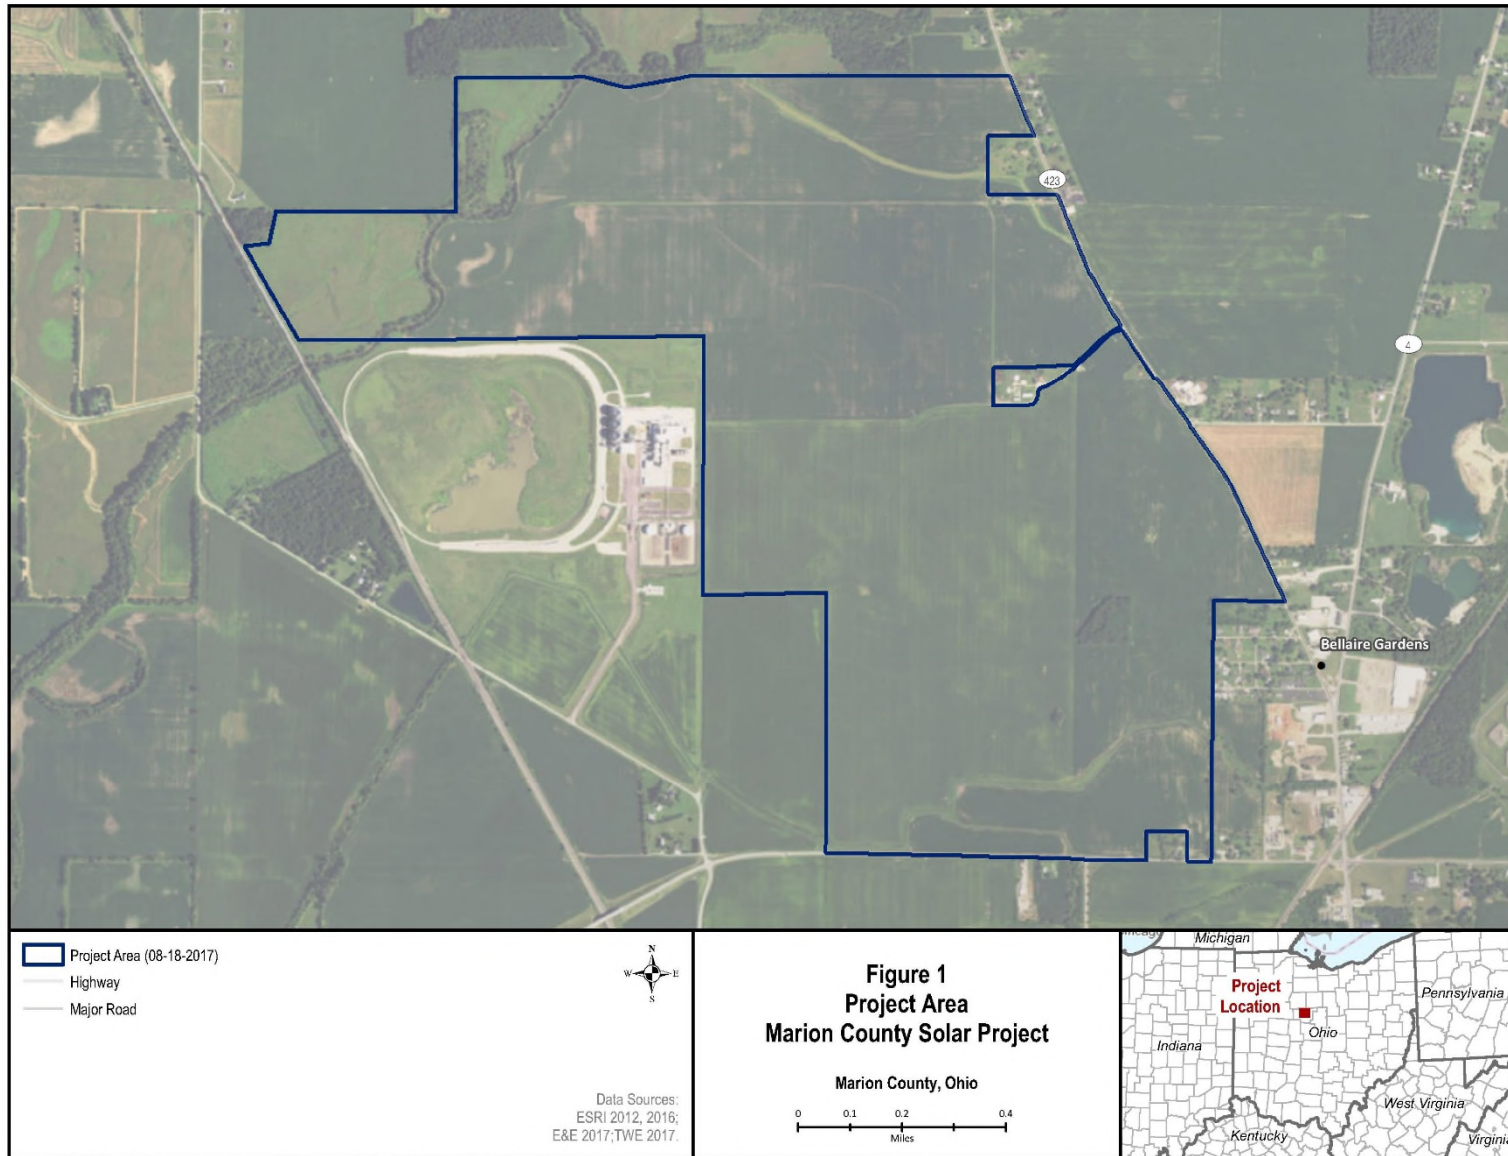 423
4
Bellaire Gardens
Project Area (08-18-2017)
Highway
Major Road
N
W E
S
Data Sources:
ESRI 2012, 2016;
E&E 2017;TWE 2017.
Figure 1
Project Area
Marion County Solar Project
Marion County, Ohio
0 0.1 0.2 0.4
Miles
Michigan
Project
Location
Pennsylvania
Ohio
Indiana
West Virginia
Kentucky